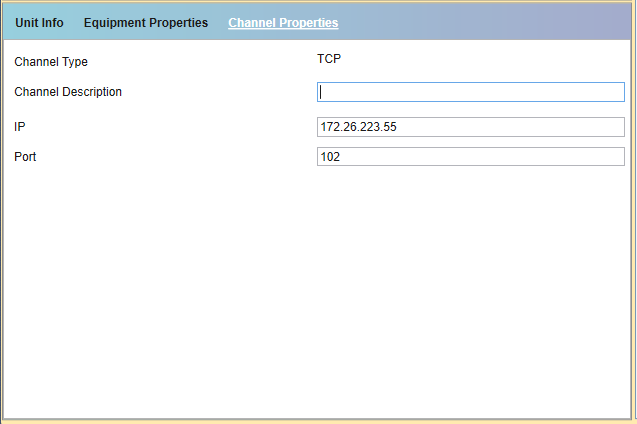 Unit Info Equipment Properties Channel Properties
Channel Type TCP
Channel Description
IP 172.26.223.55
Port 102